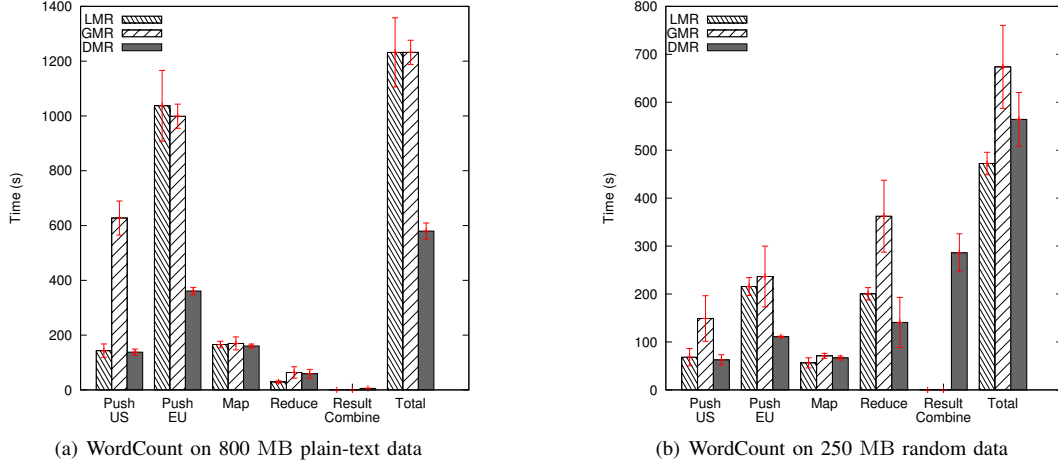 1400
1200
1000
800
600
400
200
0
Time (s)
LMR
GMR
DMR
Push US
Push EU
Map
Reduce
Result Combine
Total
(a) WordCount on 800 MB plain-text data
800
700
600
500
400
300
200
100
0
Time (s)
LMR
GMR
DMR
Push US
Push EU
Map
Reduce
Result Combine
Total
(b) WordCount on 250 MB random data